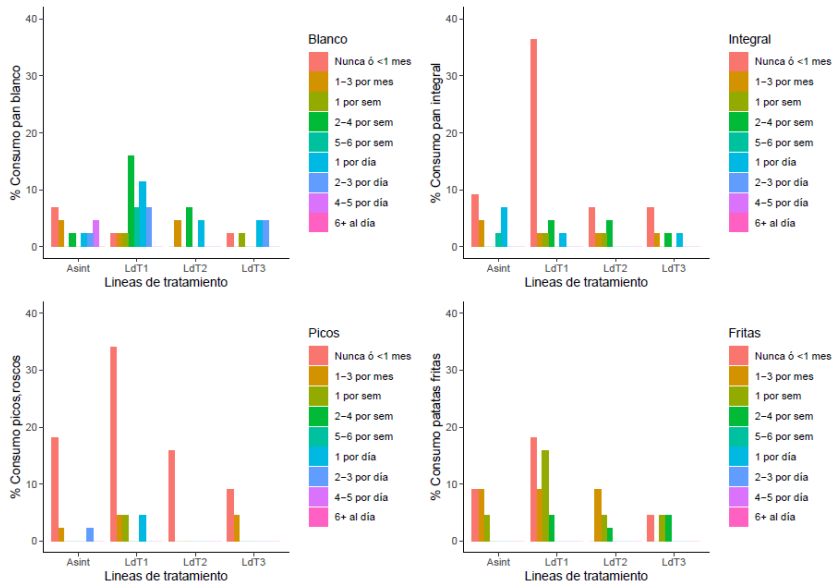 40
30
20
10
0
% Consumo pan blanco
Asint LdT1 LdT2 LdT3
Lineas de tratamiento
Blanco
Nunca ó <1 mes
1−3 por mes
1 por sem
2−4 por sem
5−6 por sem
1 por día
2−3 por día
4−5 por día
6+ al día
40
30
20
10
0
% Consumo pan integral
Asint LdT1 LdT2 LdT3
Lineas de tratamiento
Integral
Nunca ó <1 mes
1−3 por mes
1 por sem
2−4 por sem
5−6 por sem
1 por día
2−3 por día
4−5 por día
6+ al día
40
30
20
10
0
% Consumo picos,roscos
Asint LdT1 LdT2 LdT3
Lineas de tratamiento
Picos
Nunca ó <1 mes
1−3 por mes
1 por sem
2−4 por sem
5−6 por sem
1 por día
2−3 por día
4−5 por día
6+ al día
40
30
20
10
0
% Consumo patatas fritas
Asint LdT1 LdT2 LdT3
Lineas de tratamiento
Fritas
Nunca ó <1 mes
1−3 por mes
1 por sem
2−4 por sem
5−6 por sem
1 por día
2−3 por día
4−5 por día
6+ al día